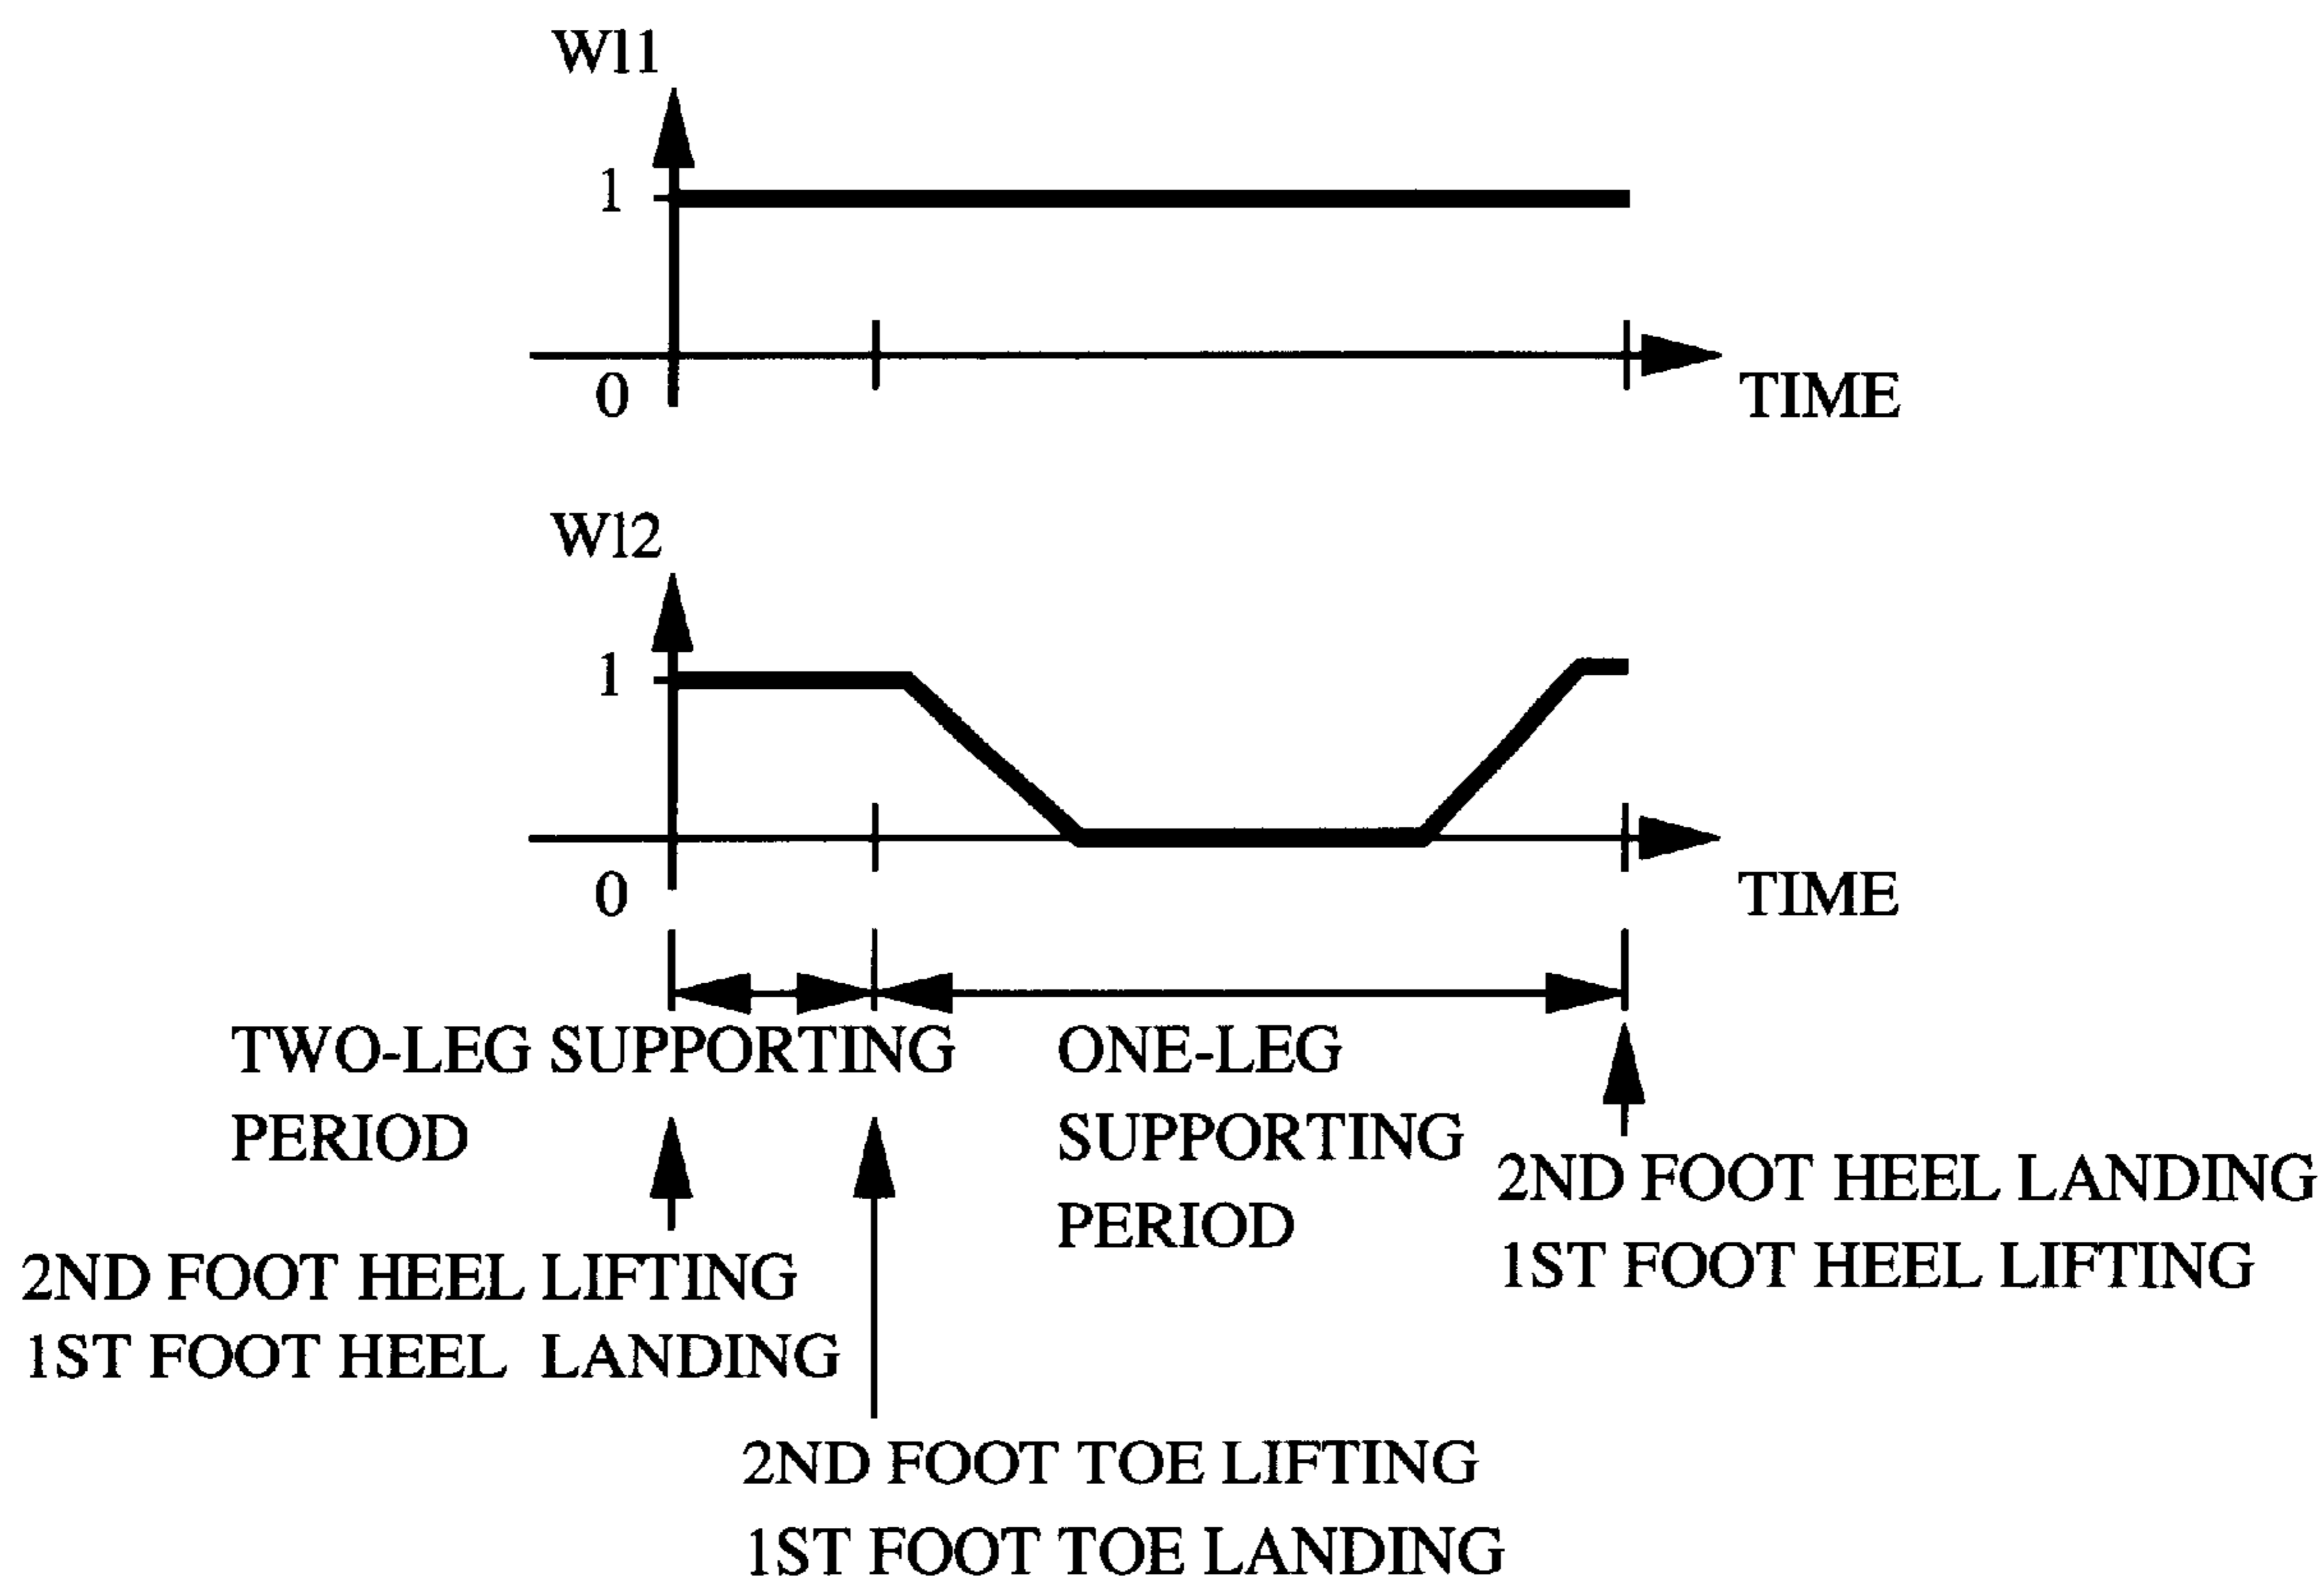 Wl1
1
0
TIME
Wl2
1
0
TIME
TWO-LEG SUPPORTING
PERIOD
ONE-LEG
SUPPORTING
PERIOD
2ND FOOT HEEL LANDING
1ST FOOT HEEL LIFTING
2ND FOOT HEEL LIFTING
1ST FOOT HEEL LANDING
2ND FOOT TOE LIFTING
1ST FOOT TOE LANDING